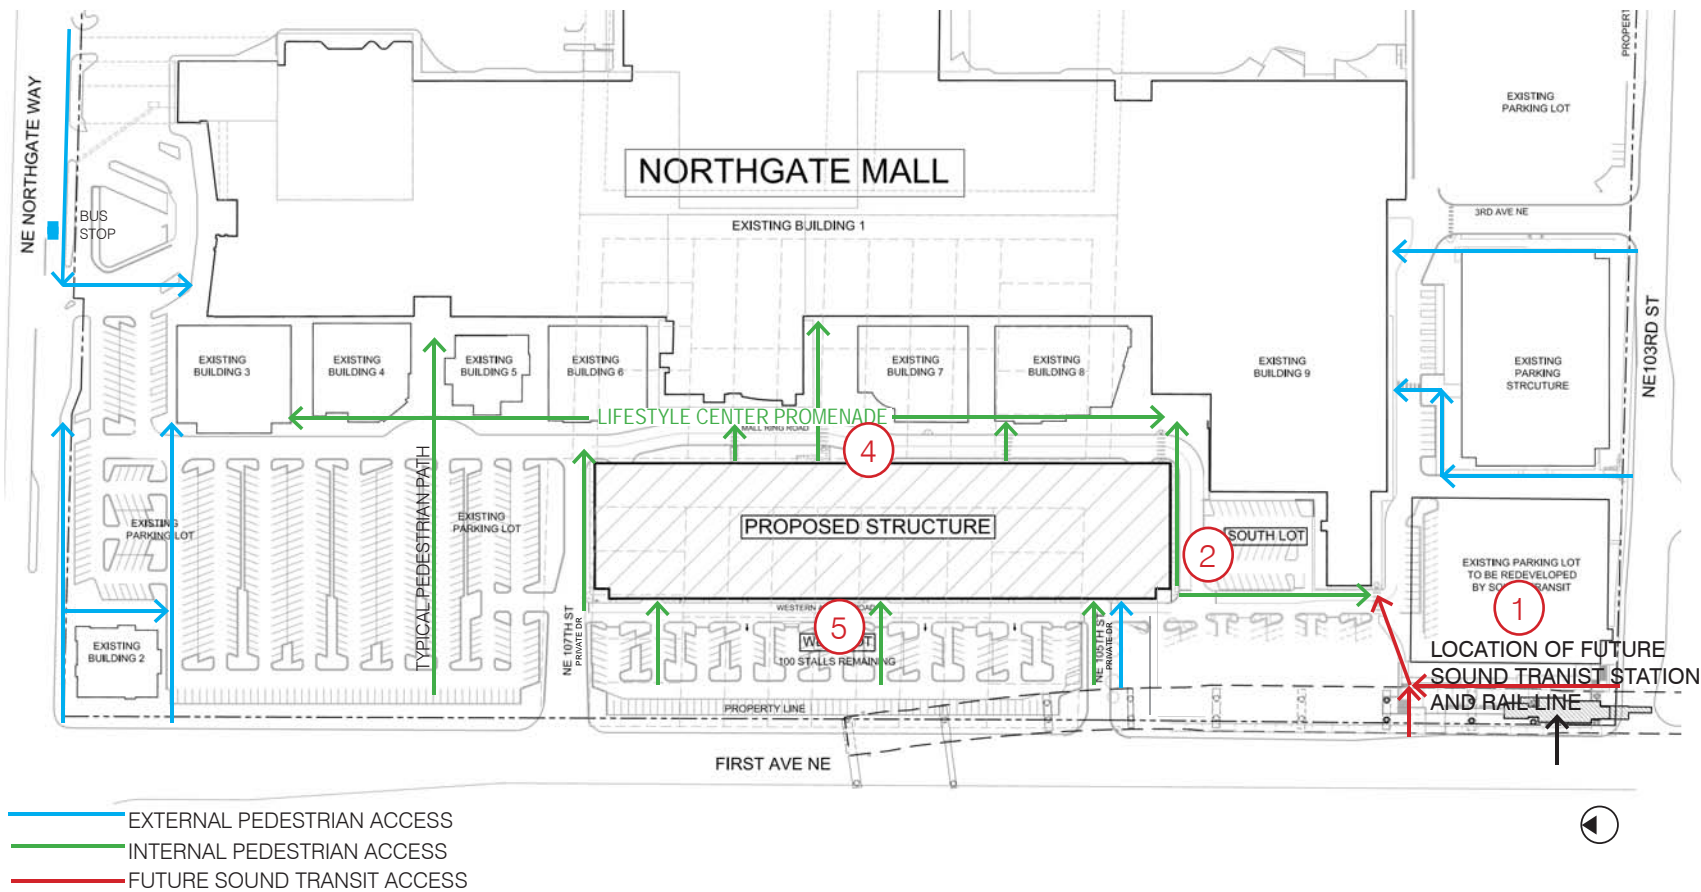 PROPERT
NE NORTHGATE WAY
EXISTING
PARKING LOT
NORTHGATE MALL
BUS
STOP
3RD AVE NE
EXISTING BUILDING 1
NE103RD ST
EXISTING
BUILDING 3
EXISTING
BUILDING 4
EXISTING
BUILDING 5
EXISTING
BUILDING 6
EXISTING
BUILDING 7
EXISTING
BUILDING 8
EXISTING
BUILDING 9
EXISTING
PARKING
STRCUTURE
LIFESTYLE CENTER PROMENADE
MALL RING ROAD
4
TYPICAL PEDESTRIAN PATH
EXISTING
PARKING LOT
EXISTING
PARKING LOT
PROPOSED STRUCTURE
2
SOUTH LOT
EXISTING PARKING LOT
TO BE REDEVELOPED
BY TRANSIT
1
NE 107TH ST
PRIVATE DR
WESTERN
5
100 STALLS REMAINING
NE 105TH ST
PRIVATE DR
EXISTING
BUILDING 2
LOCATION OF FUTURE
SOUND TRANIST STATION
AND RAIL LINE
PROPERTY LINE
FIRST AVE NE
EXTERNAL PEDESTRIAN ACCESS
INTERNAL PEDESTRIAN ACCESS
FUTURE SOUND TRANSIT ACCESS